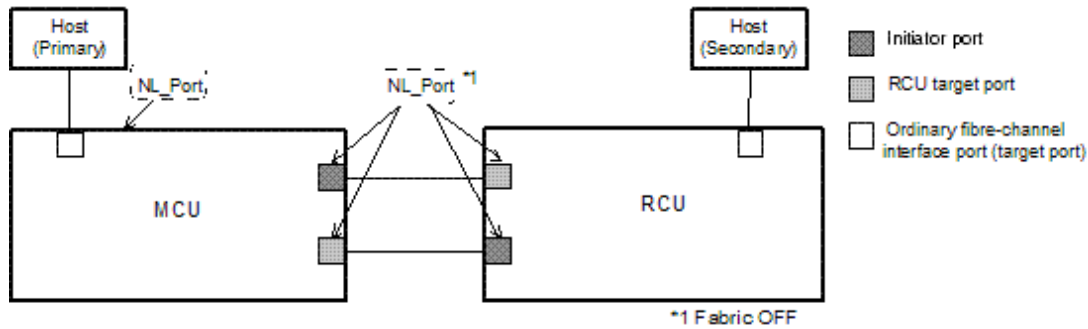 Host
(Primary)
Host
(Secondary)
Initiator port
NL_Port
NL_Port *1
RCU target port
Ordinary fibre-channel
interface port (target port)
MCU
RCU
*1 Fabric OFF